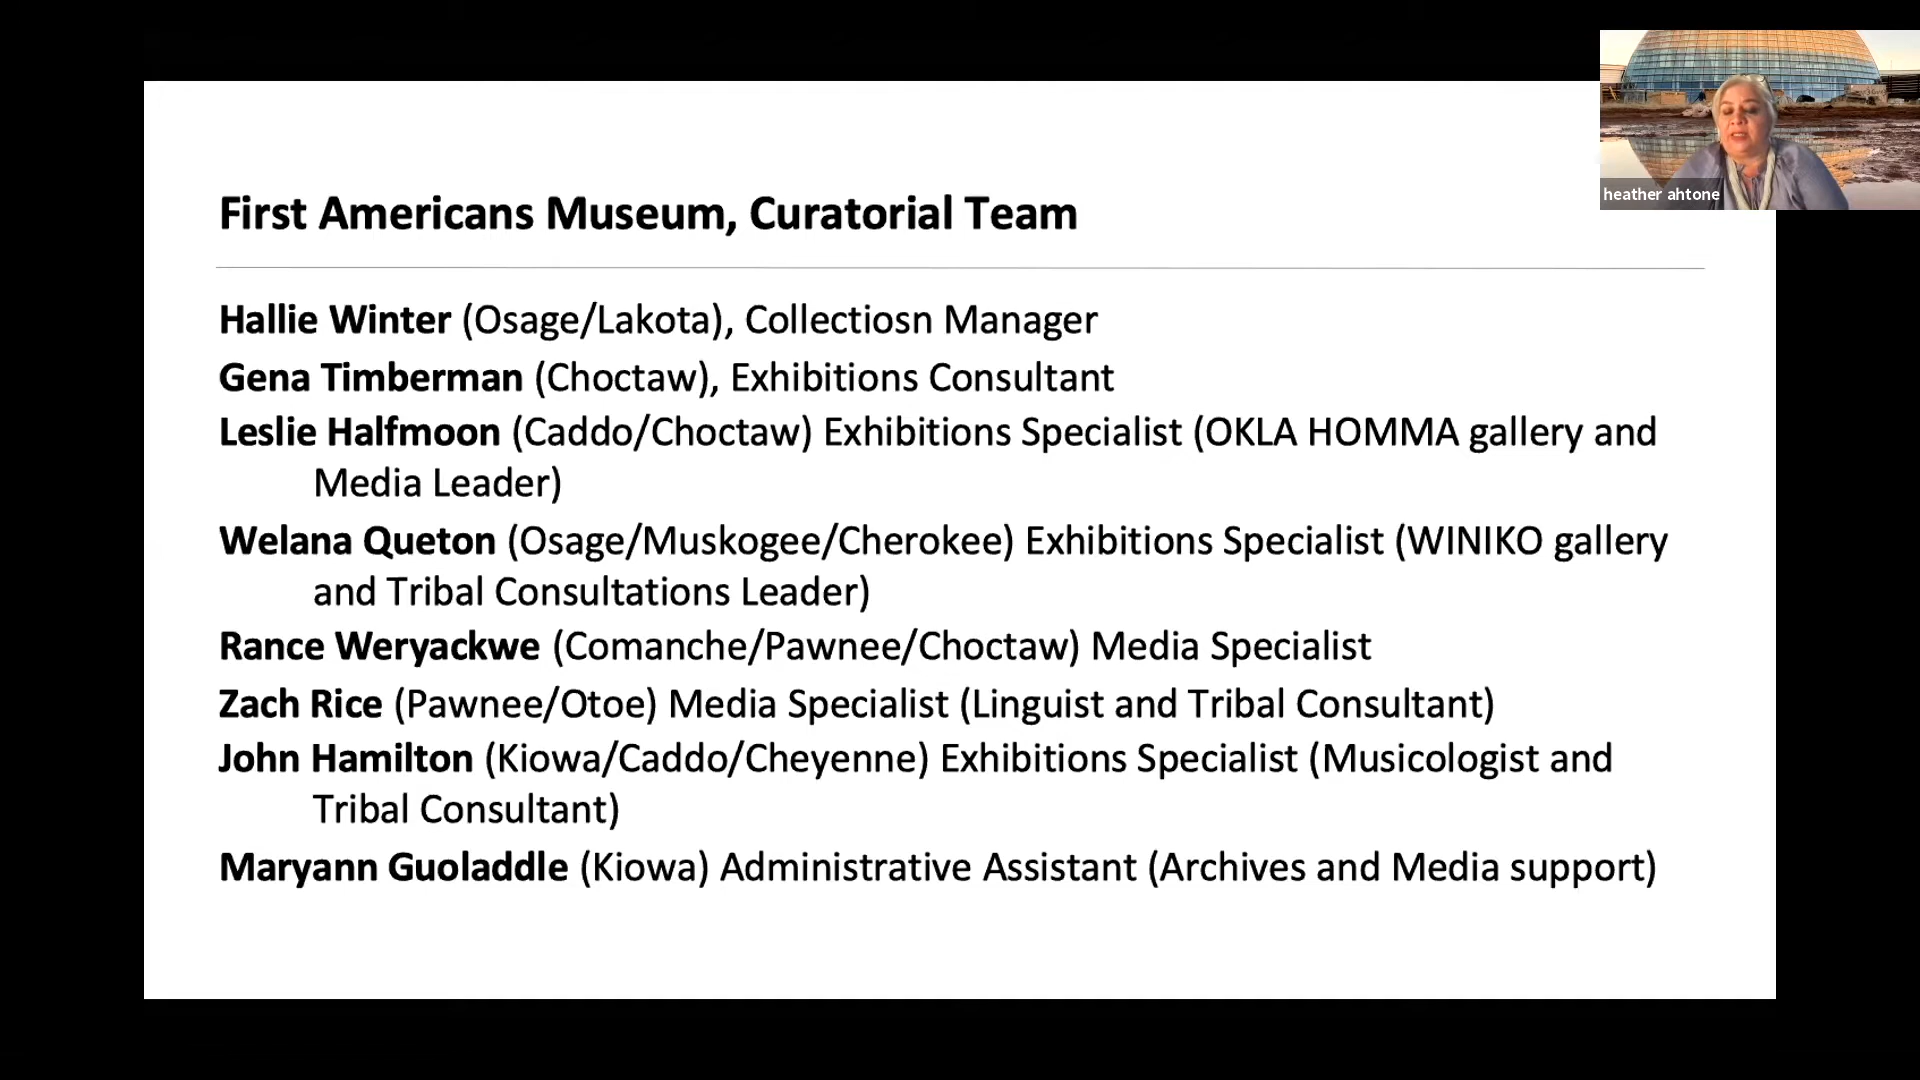 heather ahtone
First Americans Museum, Curatorial Team
Hallie Winter (Osage/Lakota), Collectiosn Manager
Gena Timberman (Choctaw), Exhibitions Consultant
Leslie Halfmoon (Caddo/Choctaw) Exhibitions Specialist (OKLA HOMMA gallery and
Media Leader)
Welana Queton (Osage/Muskogee/Cherokee) Exhibitions Specialist (WINIKO gallery
and Tribal Consultations Leader)
Rance Weryackwe (Comanche/Pawnee/Choctaw) Media Specialist
Zach Rice (Pawnee/Otoe) Media Specialist (Linguist and Tribal Consultant)
John Hamilton (Kiowa/Caddo/Cheyenne) Exhibitions Specialist (Musicologist and
Tribal Consultant)
Maryann Guoladdle (Kiowa) Administrative Assistant (Archives and Media support)